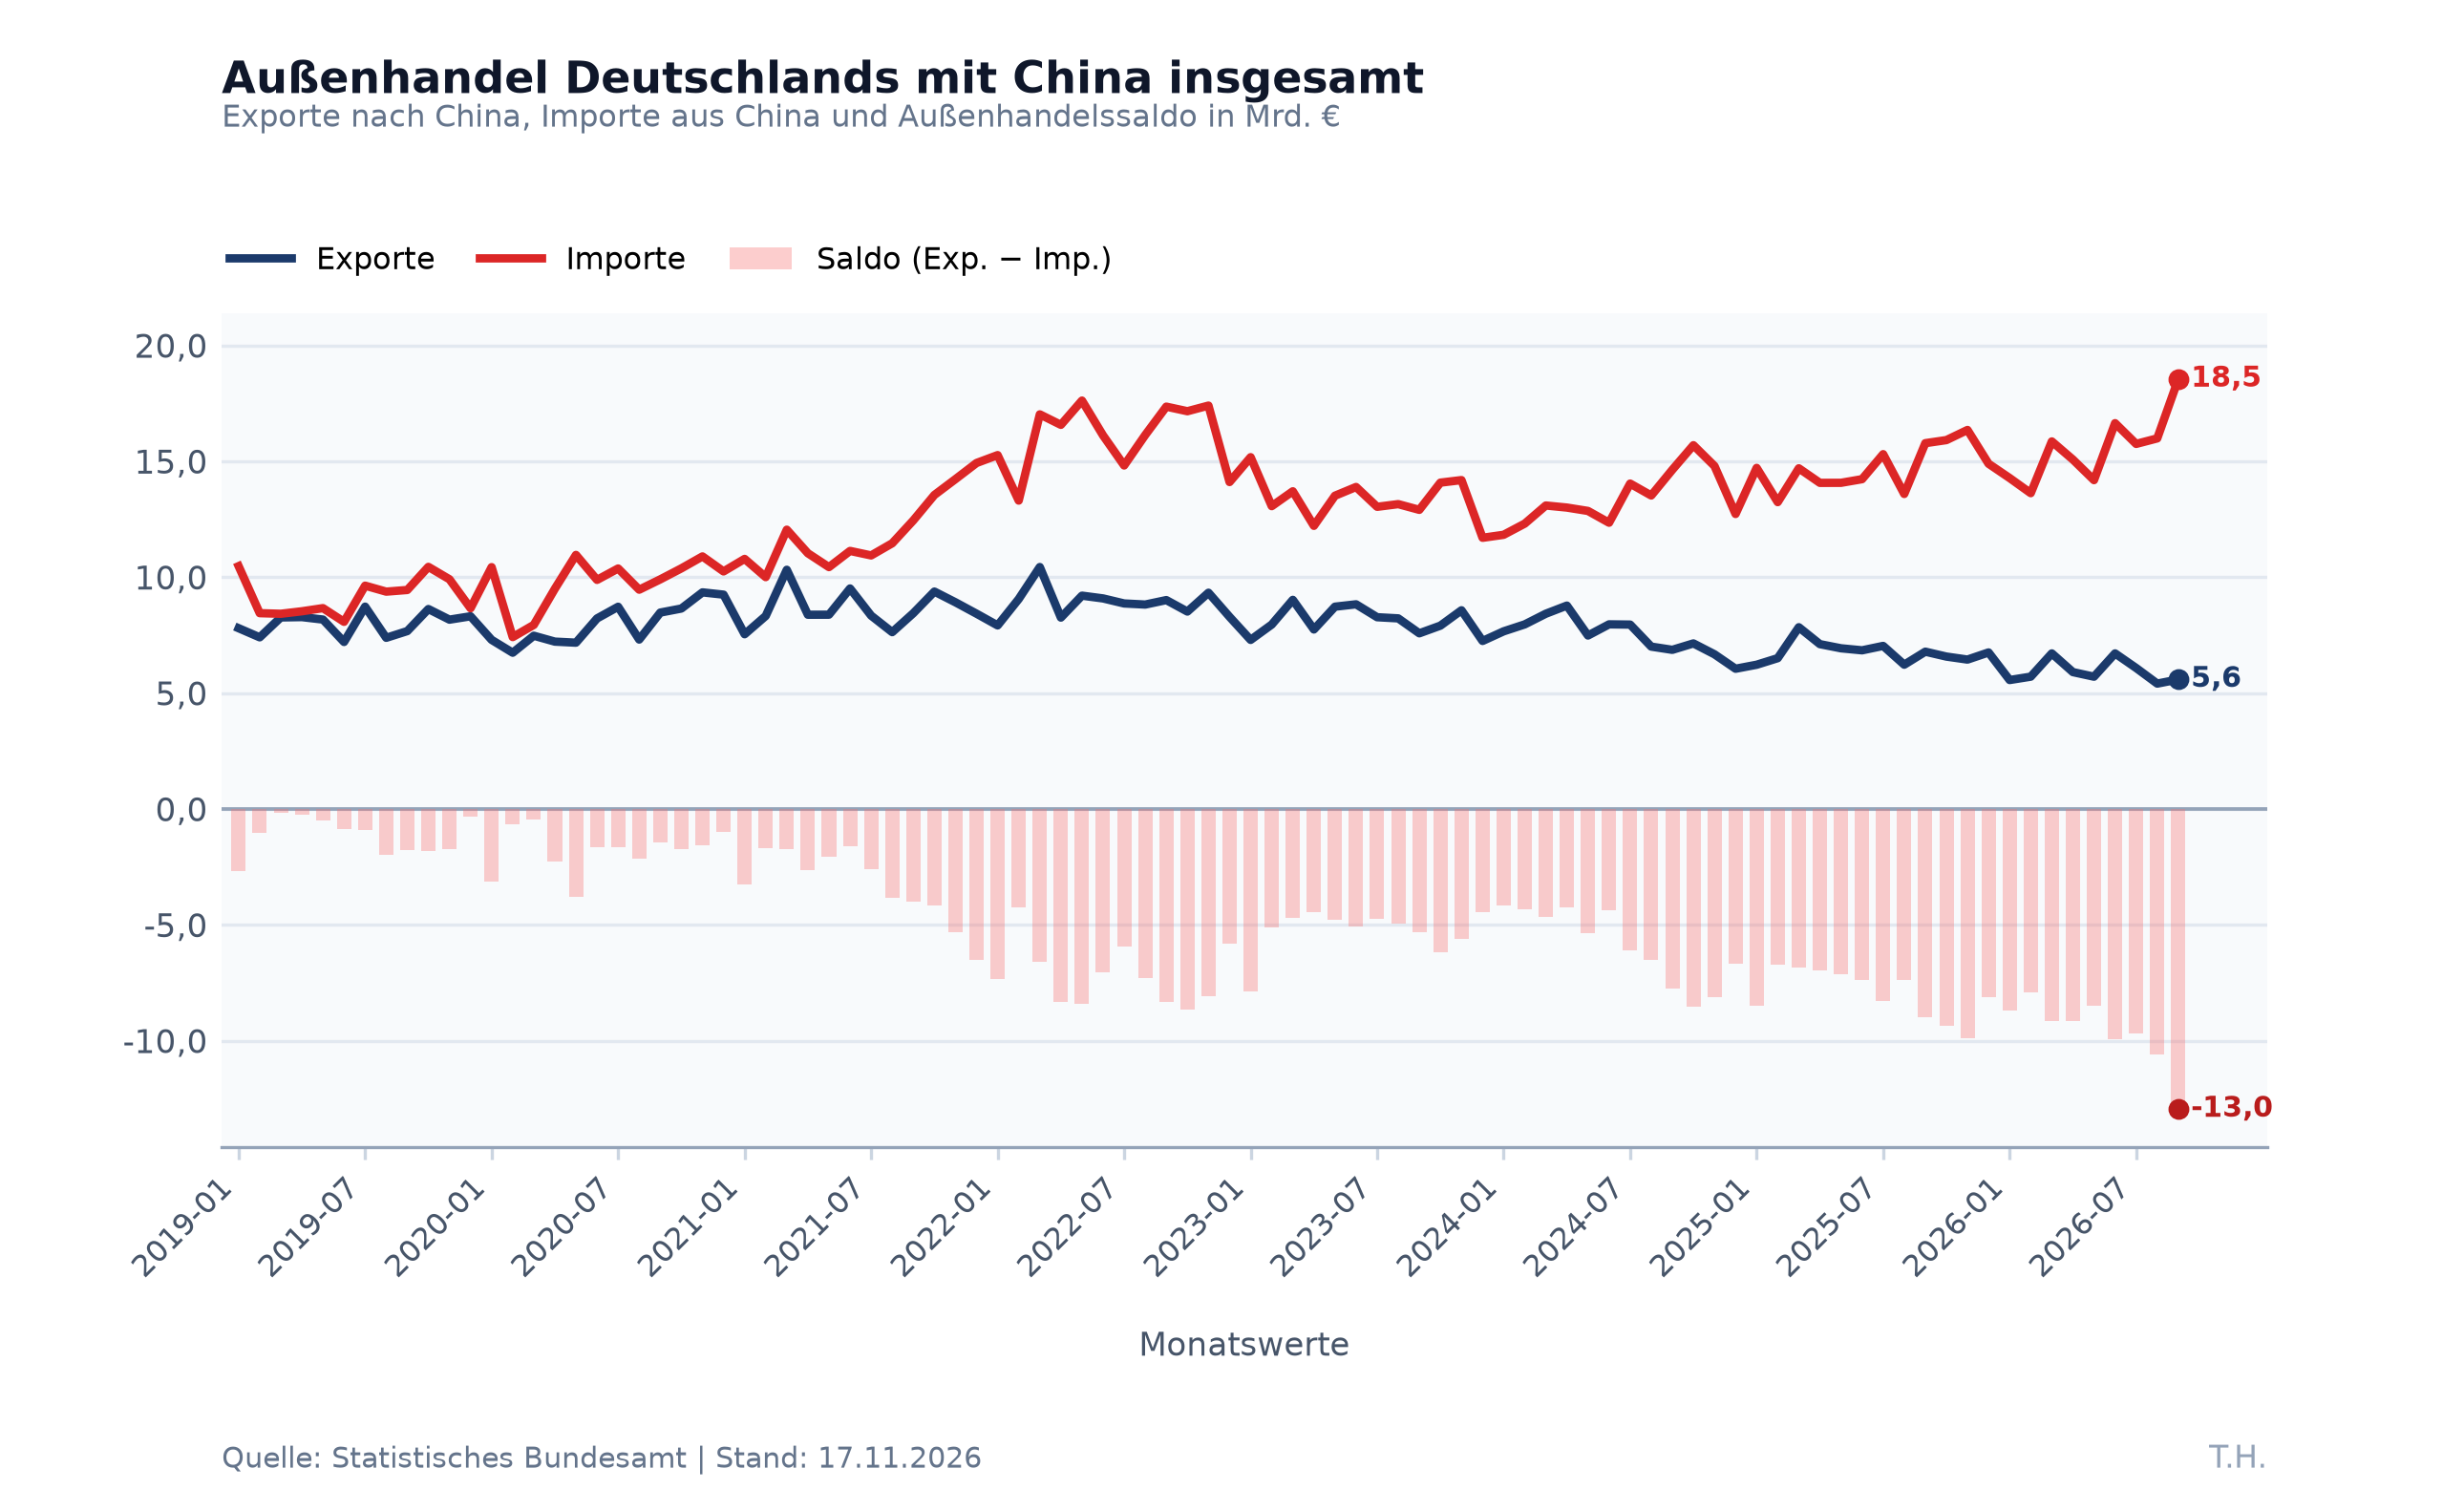 Außenhandel Deutschlands mit China insgesamt
Exporte nach China, Importe aus China und Außenhandelssaldo in Mrd. €
Exporte Importe Saldo (Exp. − Imp.)
20,0
18,5
15,0
10,0
5,0
5,6
0,0
-5,0
-10,0
-13,0
2019-01 2019-07 2020-01 2020-07 2021-01 2021-07 2022-01 2022-07 2023-01 2023-07 2024-01 2024-07 2025-01 2025-07 2026-01 2026-07
Monatswerte
Quelle: Statistisches Bundesamt | Stand: 17.11.2026
T.H.